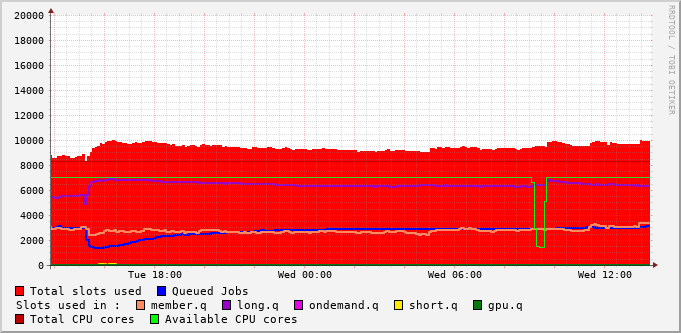 20000
18000
16000
14000
12000
10000
8000
6000
4000
2000
0
Tue 18:00 Wed 00:00 Wed 06:00 Wed 12:00
Total slots used Queued Jobs
Slots used in : member.q long.q ondemand.q short.q gpu.q
Total CPU cores Available CPU cores
RRDTOOL / TOBI OETIKER